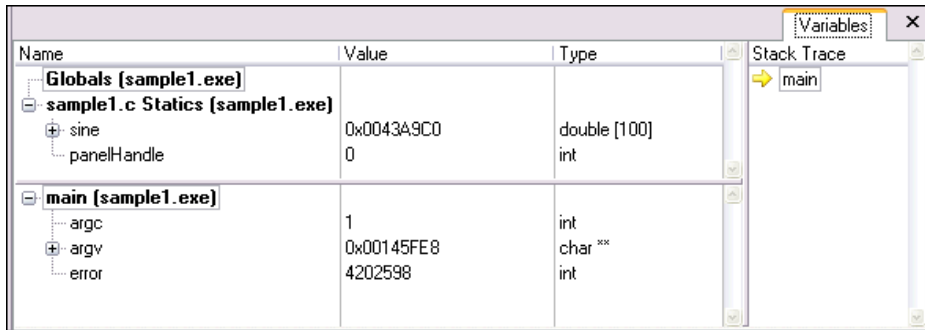 Variables ×
Name Value Type Stack Trace
Globals (sample1.exe) main
sample1.c Statics (sample1.exe)
sine 0x0043A9C0 double [100]
panelHandle 0 int
main (sample1.exe)
argc 1 int
argv 0x00145FE8 char **
error 4202598 int